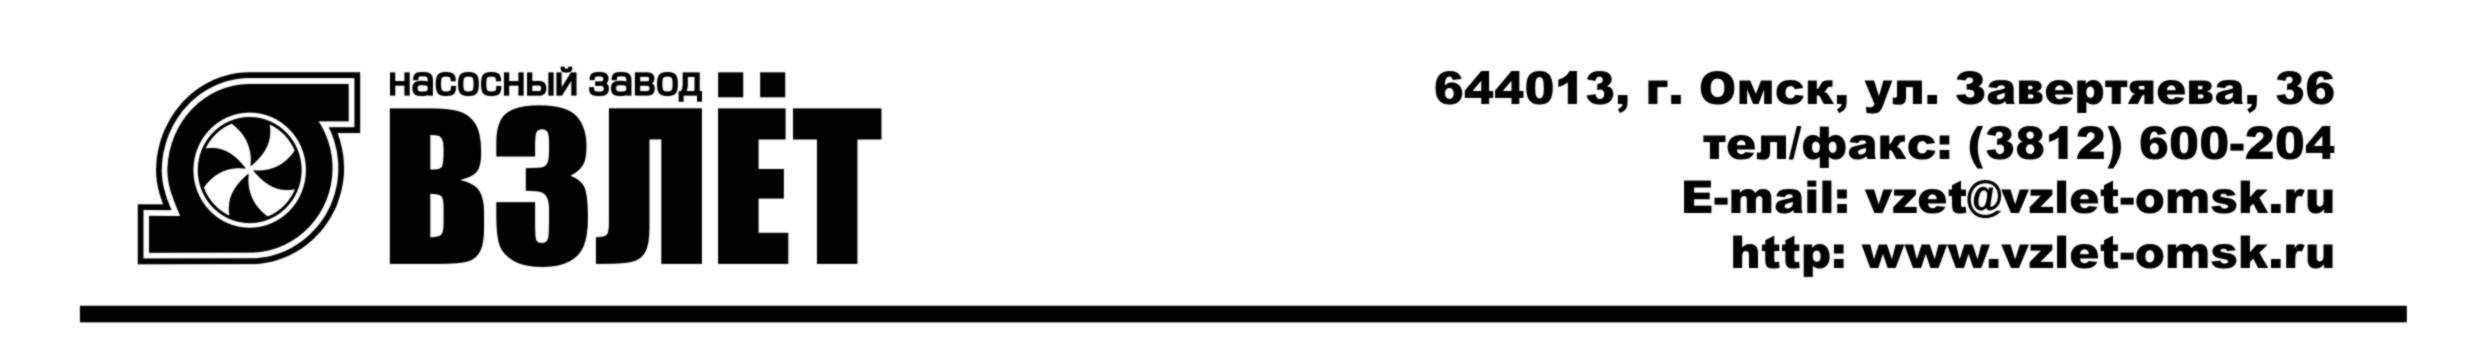 насосный завод
ВЗЛЁТ
644013, г. Омск, ул. Завертяева, 36
тел/факс: (3812) 600-204
E-mail: vzet@vzlet-omsk.ru
http: www.vzlet-omsk.ru